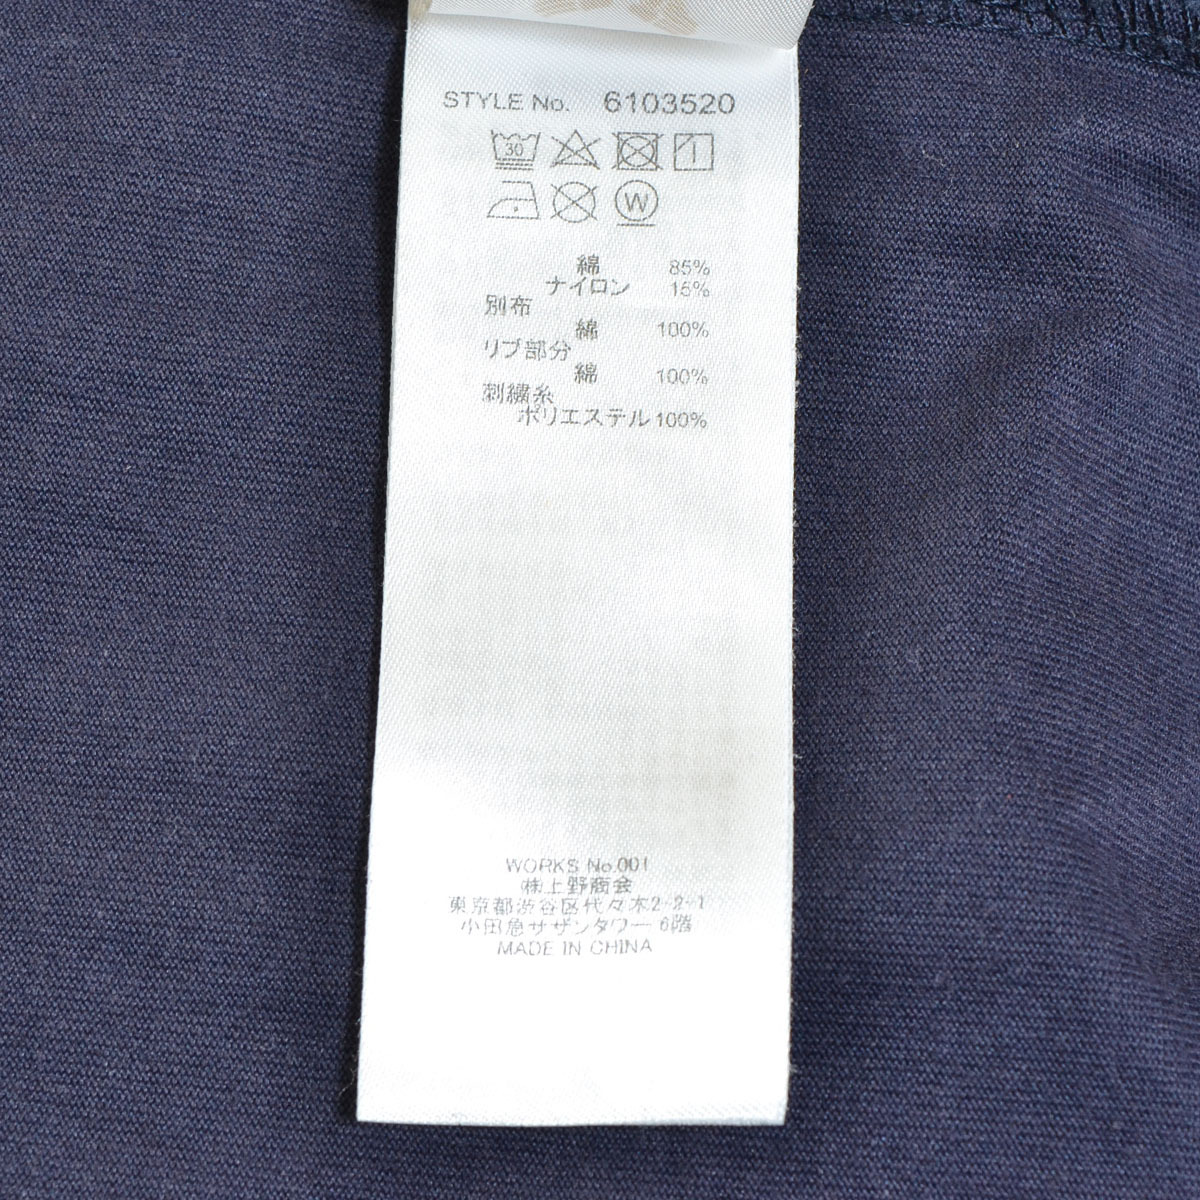 STYLE No. 6103520
30
W
綿 85%
ナイロン 15%
別布
綿 100%
リブ部分
綿 100%
刺繍糸
ポリエステル 100%
WORKS No.001
㈱上野商会
東京都渋谷区代々木2-2-1
小田急サザンタワー 6階
MADE IN CHINA